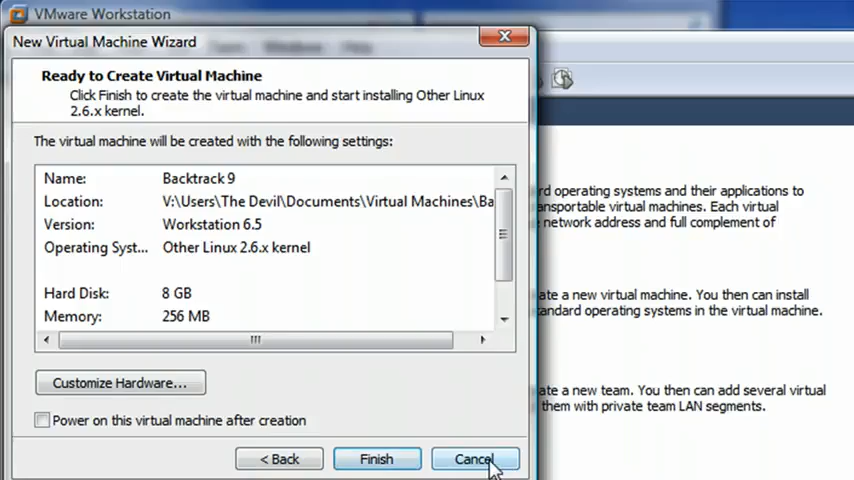 VMware Workstation
New Virtual Machine Wizard
Ready to Create Virtual Machine
Click Finish to create the virtual machine and start installing Other Linux
2.6.x kernel.
The virtual machine will be created with the following settings:
Name: Backtrack 9
Location: V:\Users\The Devil\Documents\Virtual Machines\Ba
Version: Workstation 6.5
Operating Syst... Other Linux 2.6.x kernel
Hard Disk: 8 GB
Memory: 256 MB
Customize Hardware...
Power on this virtual machine after creation
< Back Finish Cancel
rd operating systems and their applications to
ansportable virtual machines. Each virtual
network address and full complement of
ate a new virtual machine. You then can install
tandard operating systems in the virtual machine.
ate a new team. You then can add several virtual
them with private team LAN segments.